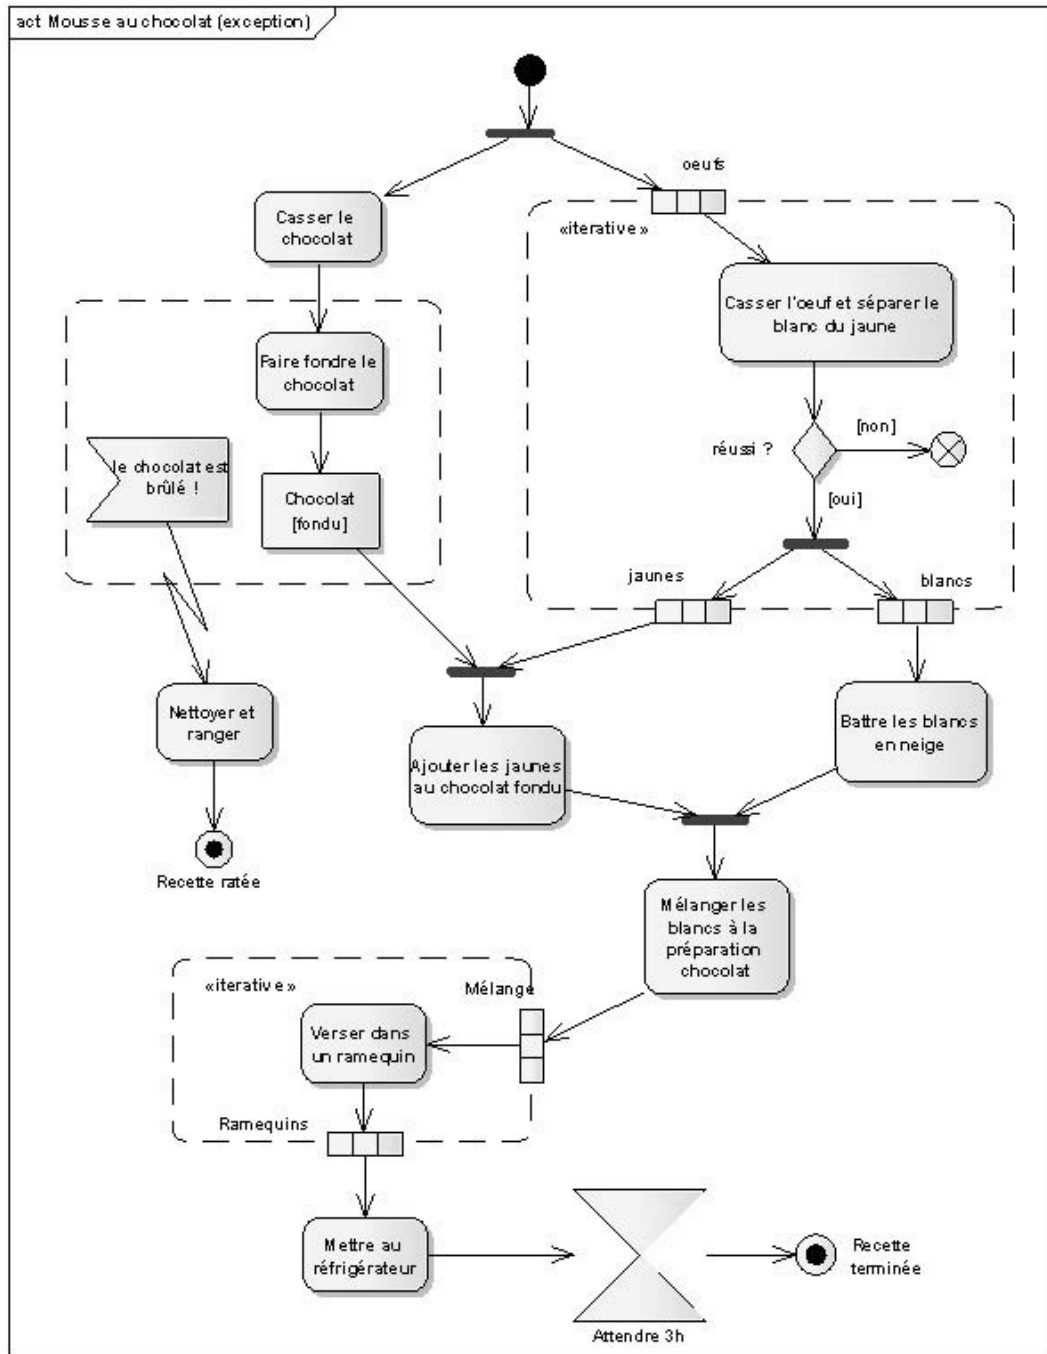 act Mousse au chocolat (exception)
oeufs
Casser le
chocolat
«iterative»
Casser l'oeuf et séparer le
blanc du jaune
Faire fondre le
chocolat
[non]
réussi ?
le chocolat est
brûlé !
Chocolat
[fondu]
[oui]
jaunes
blancs
Nettoyer et
ranger
Battre les blancs
en neige
Ajouter les jaunes
au chocolat fondu
Recette ratée
Mélanger les
blancs à la
préparation
chocolat
«iterative»
Mélange
Verser dans
un ramequin
Ramequins
Mettre au
réfrigérateur
Recette
terminée
Attendre 3h